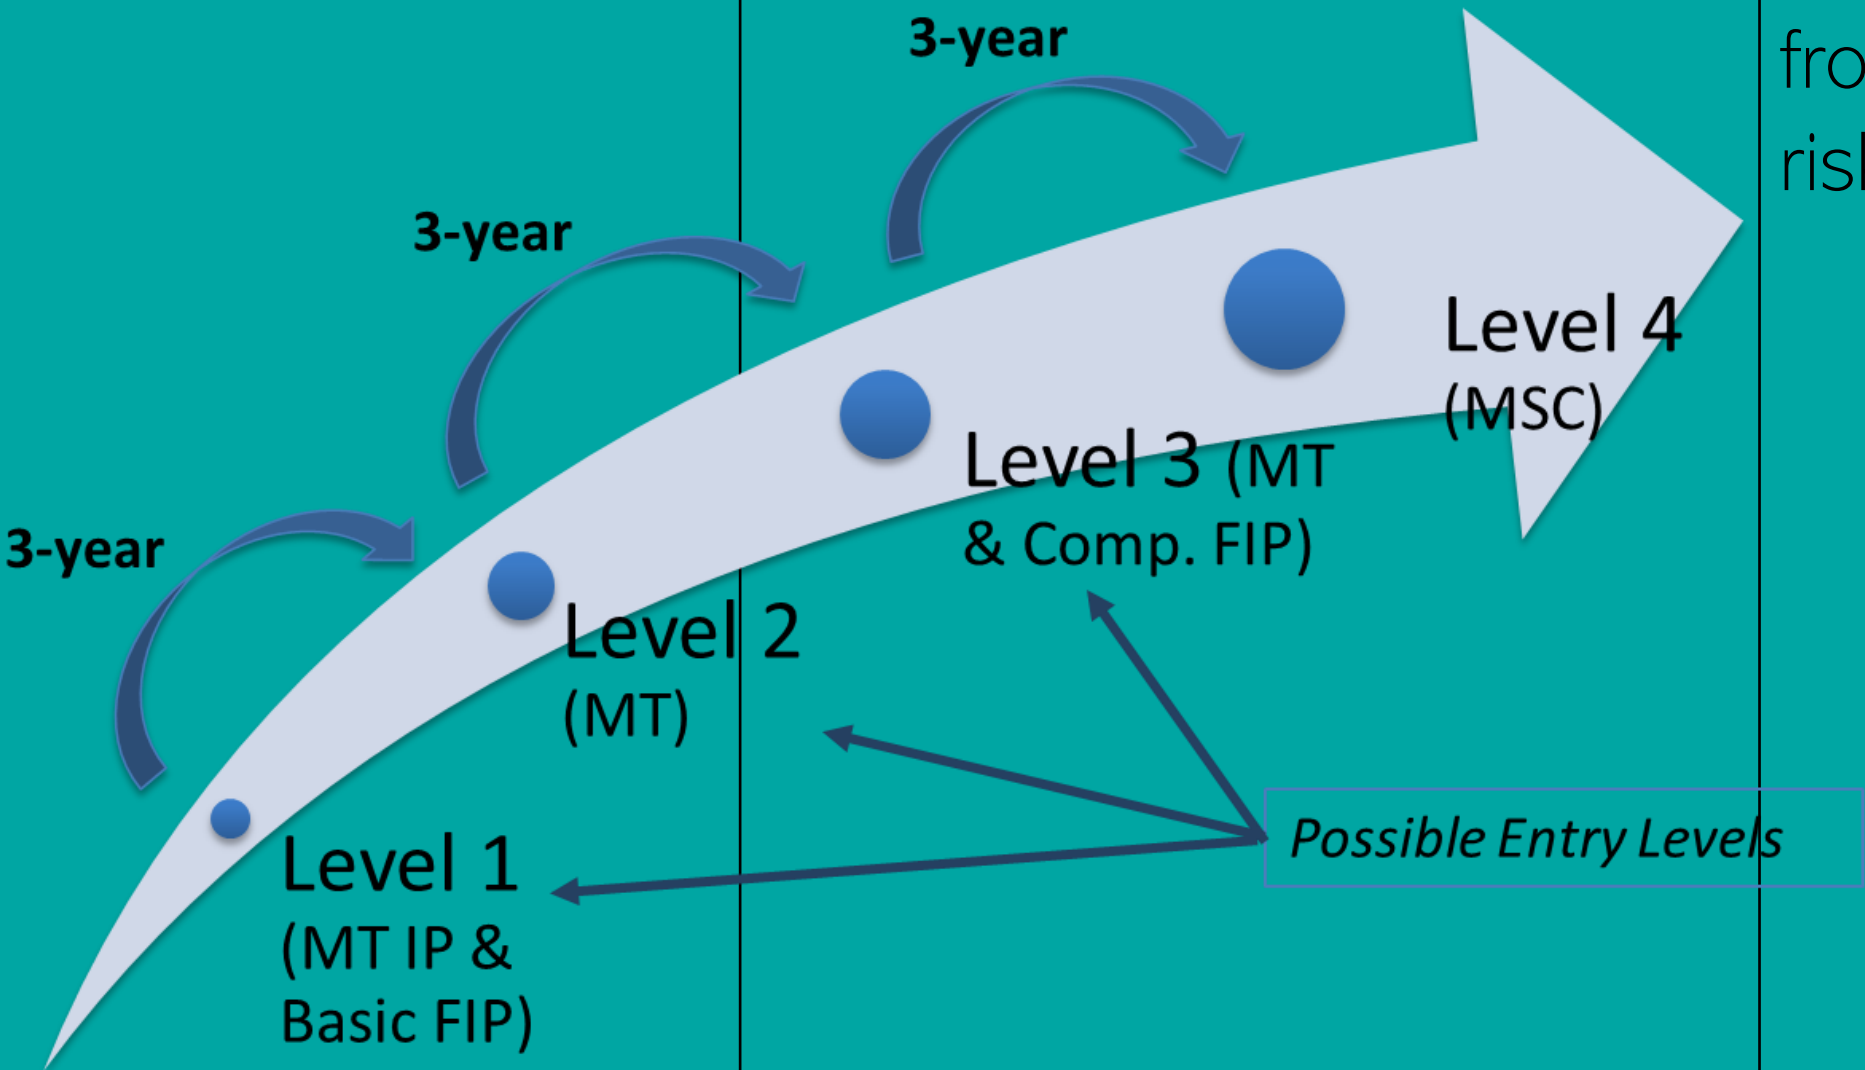 3-year
3-year
3-year
Level 4
(MSC)
Level 3 (MT
& Comp. FIP)
Level 2
(MT)
Possible Entry Levels
Level 1
(MT IP &
Basic FIP)